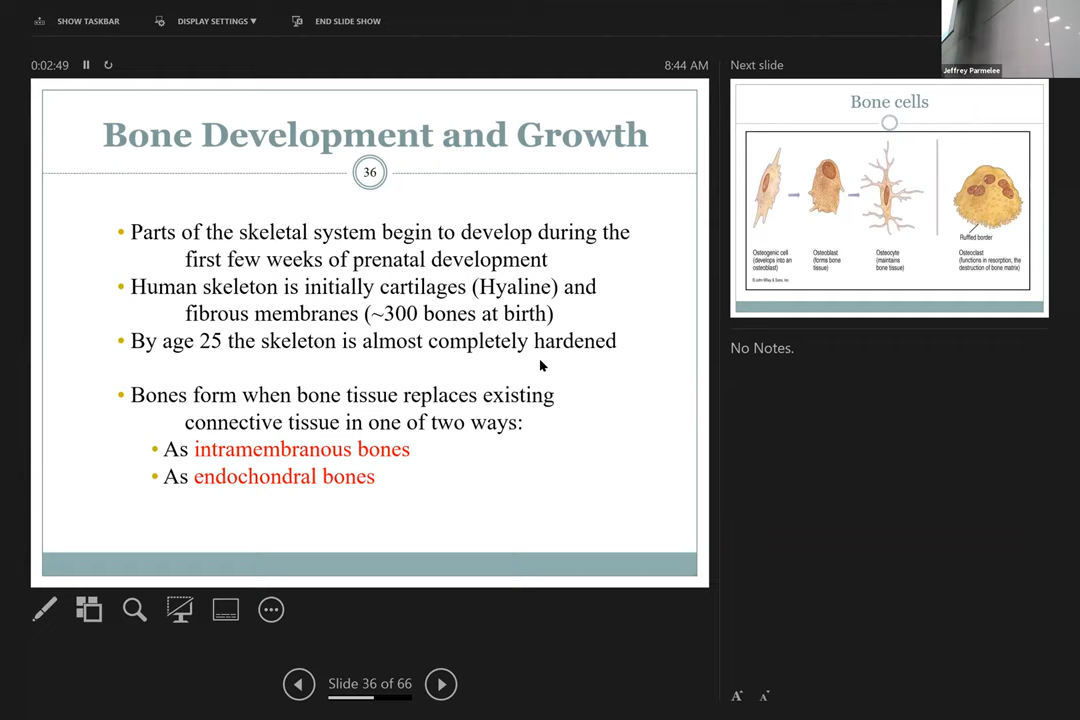 SHOW TASKBAR
DISPLAY SETTINGS ▼
END SLIDE SHOW
Jeffrey Parmelee
0:02:49
8:44 AM
Next slide
Bone Development and Growth
36
• Parts of the skeletal system begin to develop during the
first few weeks of prenatal development
• Human skeleton is initially cartilages (Hyaline) and
fibrous membranes (~300 bones at birth)
• By age 25 the skeleton is almost completely hardened
• Bones form when bone tissue replaces existing
connective tissue in one of two ways:
• As intramembranous bones
• As endochondral bones
Bone cells
Ruffled border
Osteogenic cell
(develops into an
osteoblast)
Osteoblast
(forms bone
tissue)
Osteocyte
(maintains
bone tissue)
Osteoclast
(functions in resorption, the
destruction of bone matrix)
© John Wiley & Sons, Inc.
No Notes.
Slide 36 of 66
A A